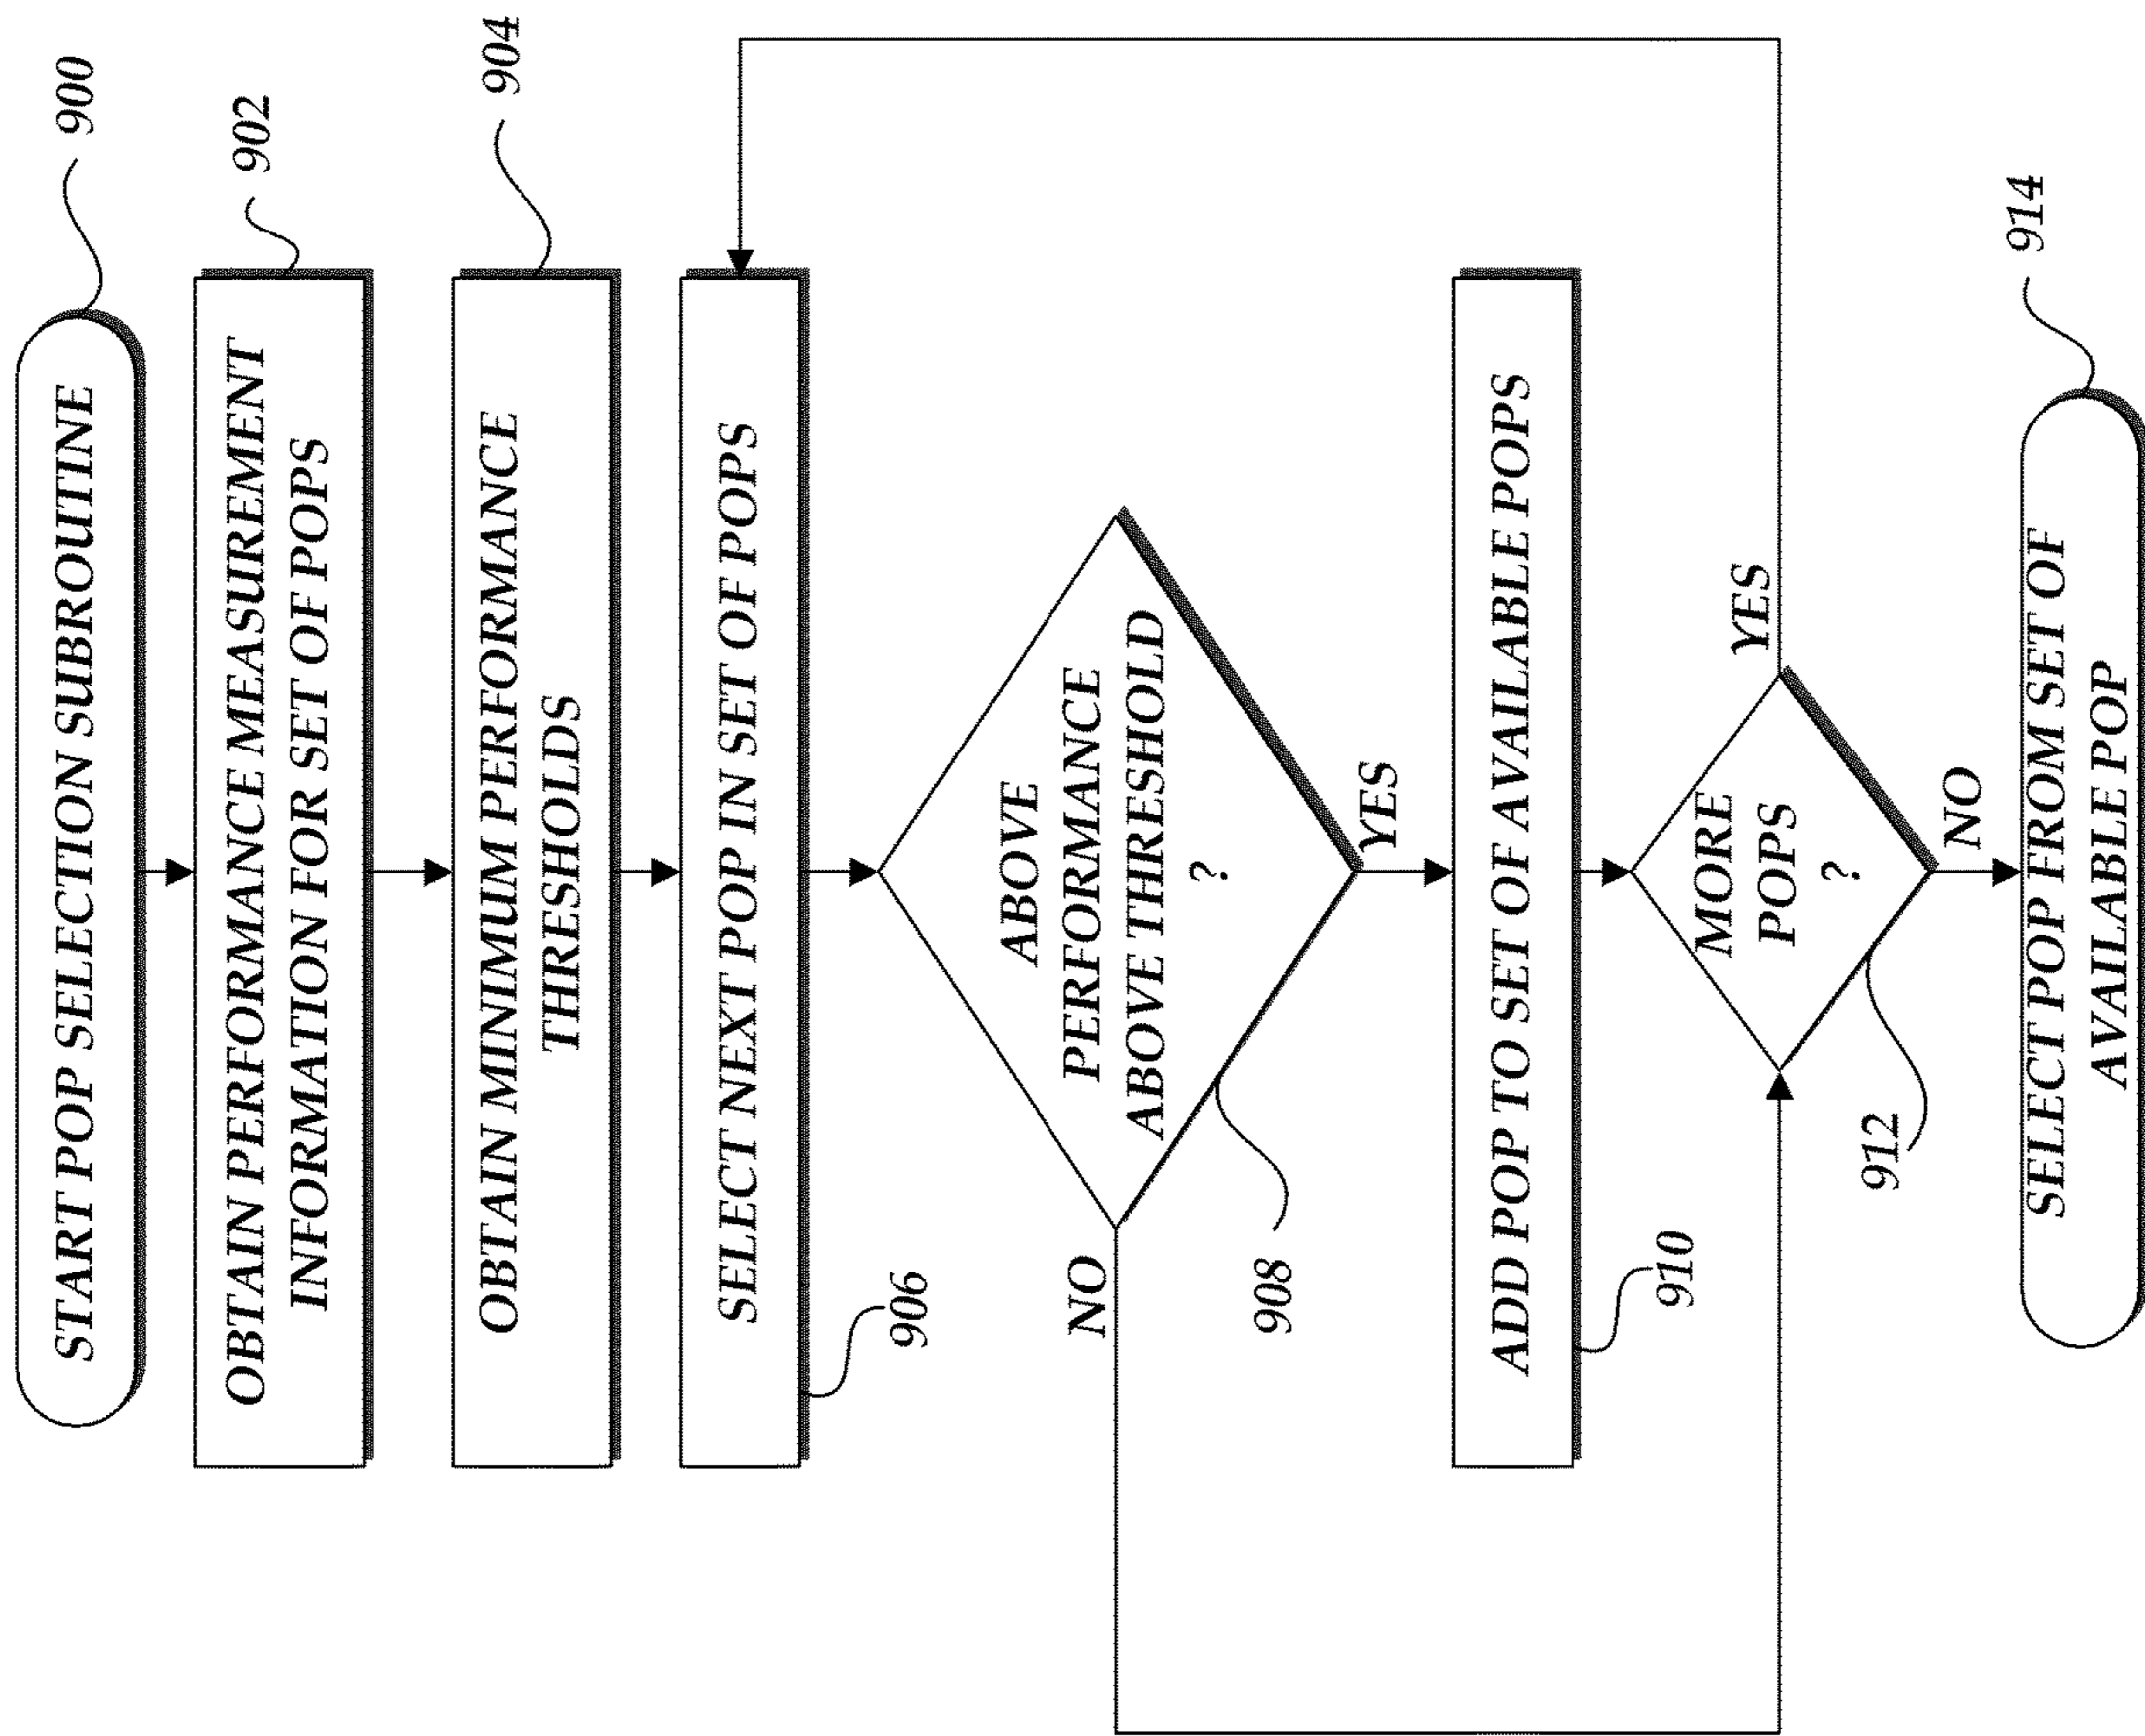 START POP SELECTION SUBROUTINE
900
OBTAIN PERFORMANCE MEASUREMENT
INFORMATION FOR SET OF POPS
902
OBTAIN MINIMUM PERFORMANCE
THRESHOLDS
904
SELECT NEXT POP IN SET OF POPS
906
ABOVE
PERFORMANCE
ABOVE THRESHOLD
?
NO
908
YES
ADD POP TO SET OF AVAILABLE POPS
910
MORE
POPS
?
YES
912
NO
SELECT POP FROM SET OF
AVAILABLE POP
914